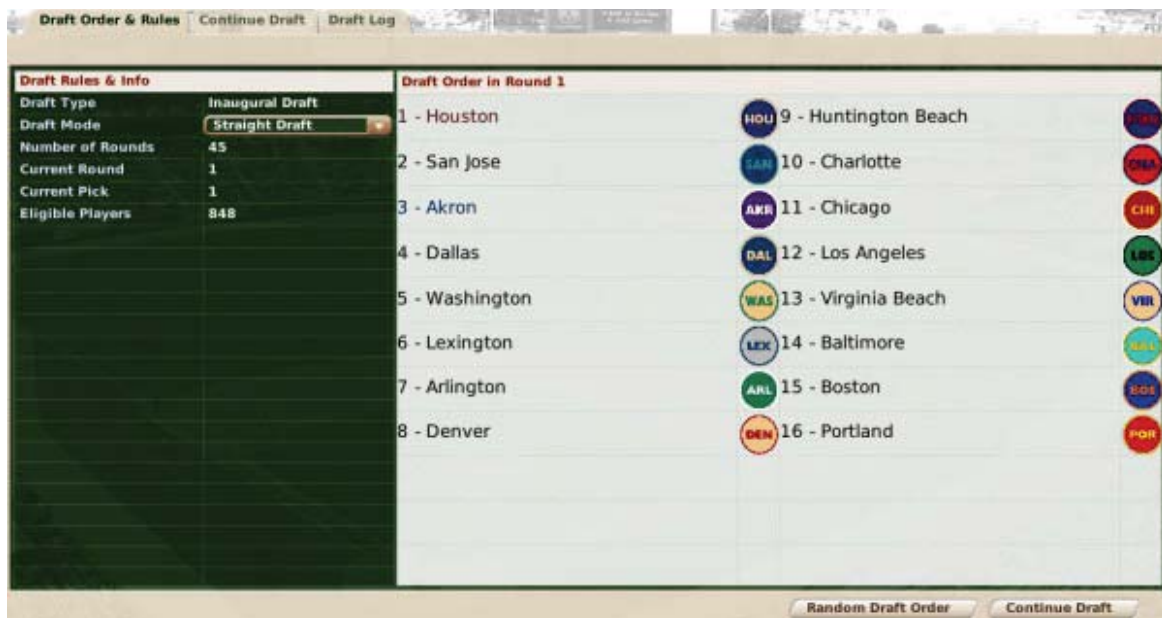 Draft Order & Rules
Continue Draft
Draft Log
Draft Rules & Info
Draft Type Inaugural Draft
Draft Mode Straight Draft
Number of Rounds 45
Current Round 1
Current Pick 1
Eligible Players 848
Draft Order in Round 1
1 - Houston HOU
2 - San Jose SAN
3 - Akron AKR
4 - Dallas DAL
5 - Washington WAS
6 - Lexington LEX
7 - Arlington ARL
8 - Denver DEN
9 - Huntington Beach
10 - Charlotte CHA
11 - Chicago CHI
12 - Los Angeles LOS
13 - Virginia Beach VIR
14 - Baltimore BAL
15 - Boston BOS
16 - Portland POR
Random Draft Order
Continue Draft